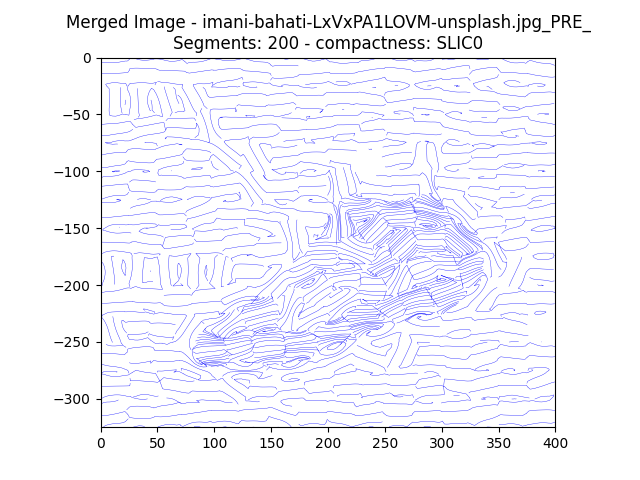 Merged Image - imani-bahati-LxVxPA1LOVM-unsplash.jpg_PRE_
Segments: 200 - compactness: SLIC0
0
−50
−100
−150
−200
−250
−300
0 50 100 150 200 250 300 350 400